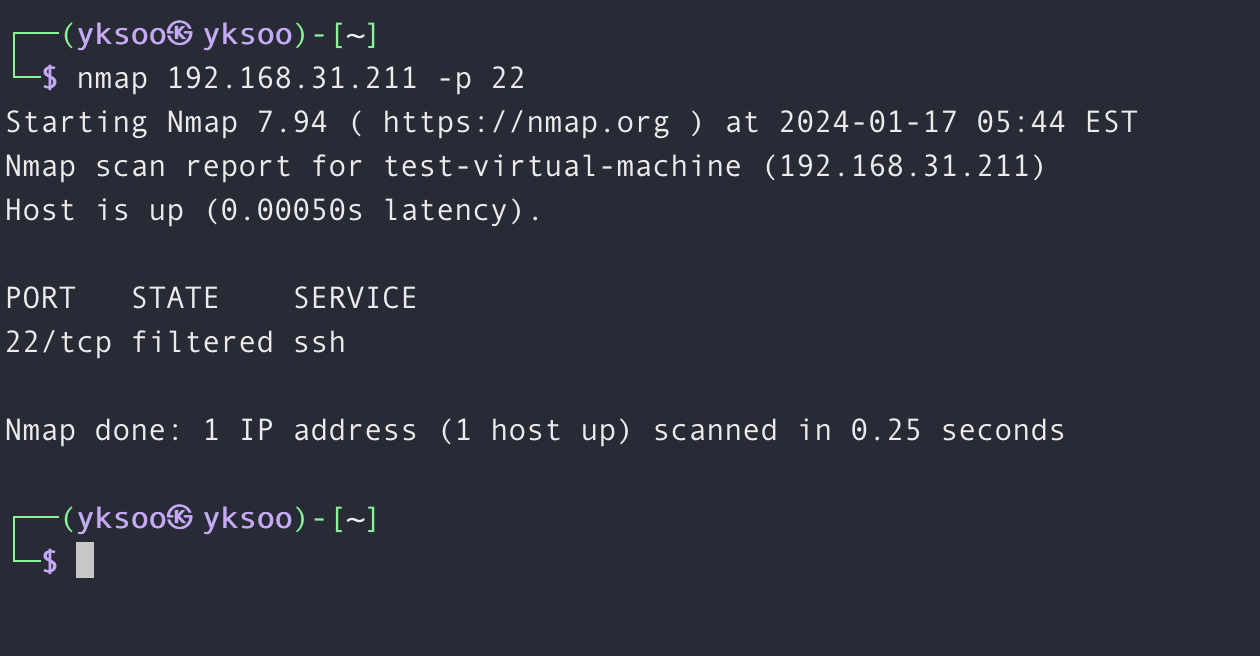 ┌──(yksoo㉿ yksoo)-[~]
└─$ nmap 192.168.31.211 -p 22
Starting Nmap 7.94 ( https://nmap.org ) at 2024-01-17 05:44 EST
Nmap scan report for test-virtual-machine (192.168.31.211)
Host is up (0.00050s latency).
PORT   STATE    SERVICE
22/tcp filtered ssh
Nmap done: 1 IP address (1 host up) scanned in 0.25 seconds
┌──(yksoo㉿ yksoo)-[~]
└─$